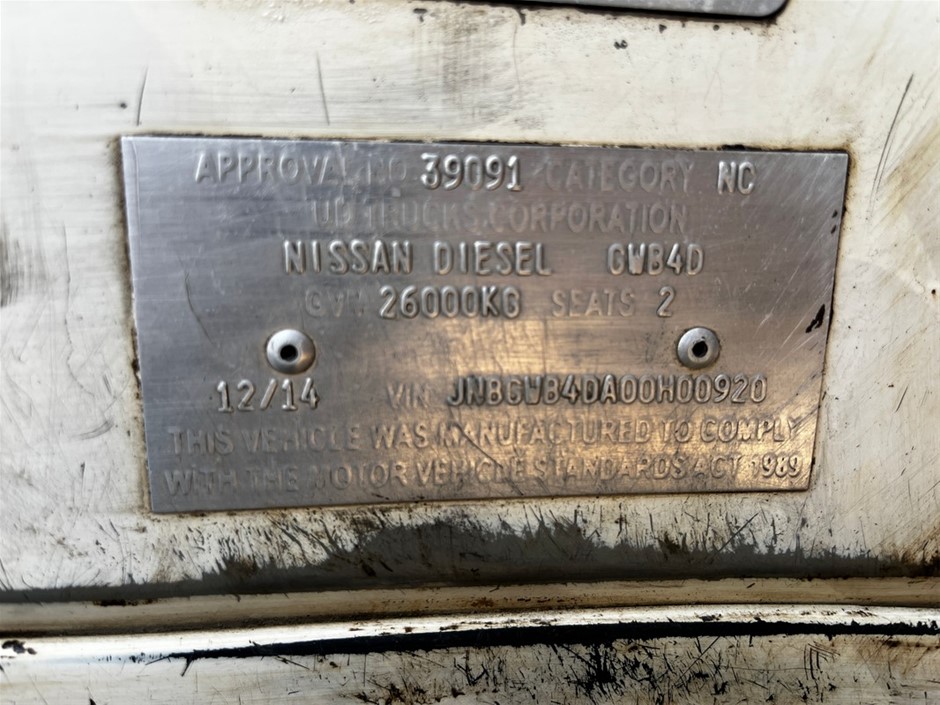 APPROVAL NO 39091 CATEGORY NC
UD TRUCKS CORPORATION
NISSAN DIESEL GWB4D
GVM 26000KG SEATS 2
12/14 VIN JNBGWB4DA00H00920
THIS VEHICLE WAS MANUFACTURED TO COMPLY
WITH THE MOTOR VEHICLE STANDARDS ACT 1989